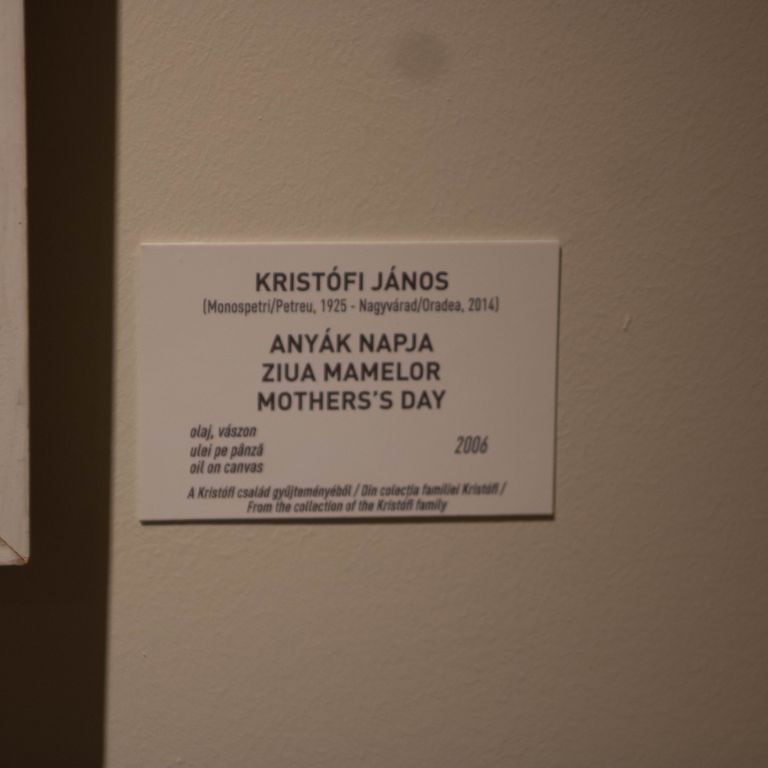 KRISTÓFI JÁNOS
(Monospetri/Petreu, 1925 - Nagyvárad/Oradea, 2014)
ANYÁK NAPJA
ZIUA MAMELOR
MOTHERS'S DAY
olaj, vászon
ulei pe pânză
2006
oil on canvas
A Kristófi család gyűjteményéből / Din colecția familiei Kristófi /
From the collection of the Kristófi family